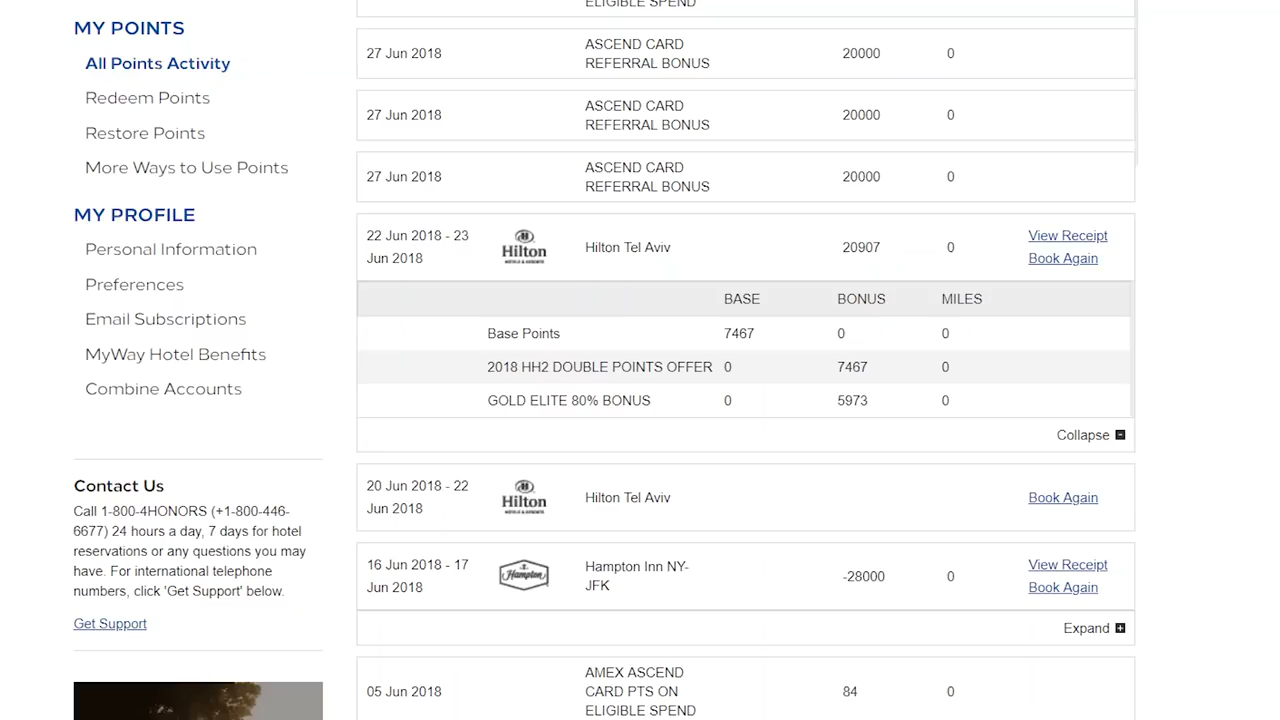 MY POINTS
All Points Activity
Redeem Points
Restore Points
More Ways to Use Points
MY PROFILE
Personal Information
Preferences
Email Subscriptions
MyWay Hotel Benefits
Combine Accounts
Contact Us
Call 1-800-4HONORS (+1-800-446-
6677) 24 hours a day, 7 days for hotel
reservations or any questions you may
have. For international telephone
numbers, click 'Get Support' below.
Get Support
ELIGIBLE SPEND
27 Jun 2018 ASCEND CARD 20000 0
REFERRAL BONUS
27 Jun 2018 ASCEND CARD 20000 0
REFERRAL BONUS
27 Jun 2018 ASCEND CARD 20000 0
REFERRAL BONUS
22 Jun 2018 - 23 Hilton Hilton Tel Aviv 20907 0 View Receipt
Jun 2018 Book Again
BASE BONUS MILES
Base Points 7467 0 0
2018 HH2 DOUBLE POINTS OFFER 0 7467 0
GOLD ELITE 80% BONUS 0 5973 0
Collapse
20 Jun 2018 - 22 Hilton Hilton Tel Aviv Book Again
Jun 2018
16 Jun 2018 - 17 Hampton Hampton Inn NY- -28000 0 View Receipt
Jun 2018 JFK Book Again
Expand
AMEX ASCEND
05 Jun 2018 CARD PTS ON 84 0
ELIGIBLE SPEND